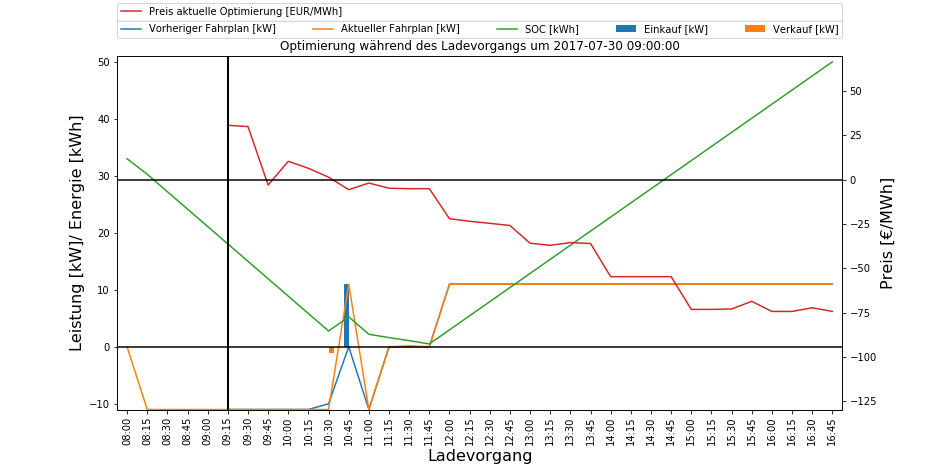 Preis aktuelle Optimierung [EUR/MWh]
Vorheriger Fahrplan [kW] Aktueller Fahrplan [kW] SOC [kWh] Einkauf [kW] Verkauf [kW]
Optimierung während des Ladevorgangs um 2017-07-30 09:00:00
Leistung [kW]/ Energie [kWh]
50
40
30
20
10
0
−10
50
25
0
−25
−50
−75
−100
−125
Preis [€/MWh]
08:00 08:15 08:30 08:45 09:00 09:15 09:30 09:45 10:00 10:15 10:30 10:45 11:00 11:15 11:30 11:45 12:00 12:15 12:30 12:45 13:00 13:15 13:30 13:45 14:00 14:15 14:30 14:45 15:00 15:15 15:30 15:45 16:00 16:15 16:30 16:45
Ladevorgang